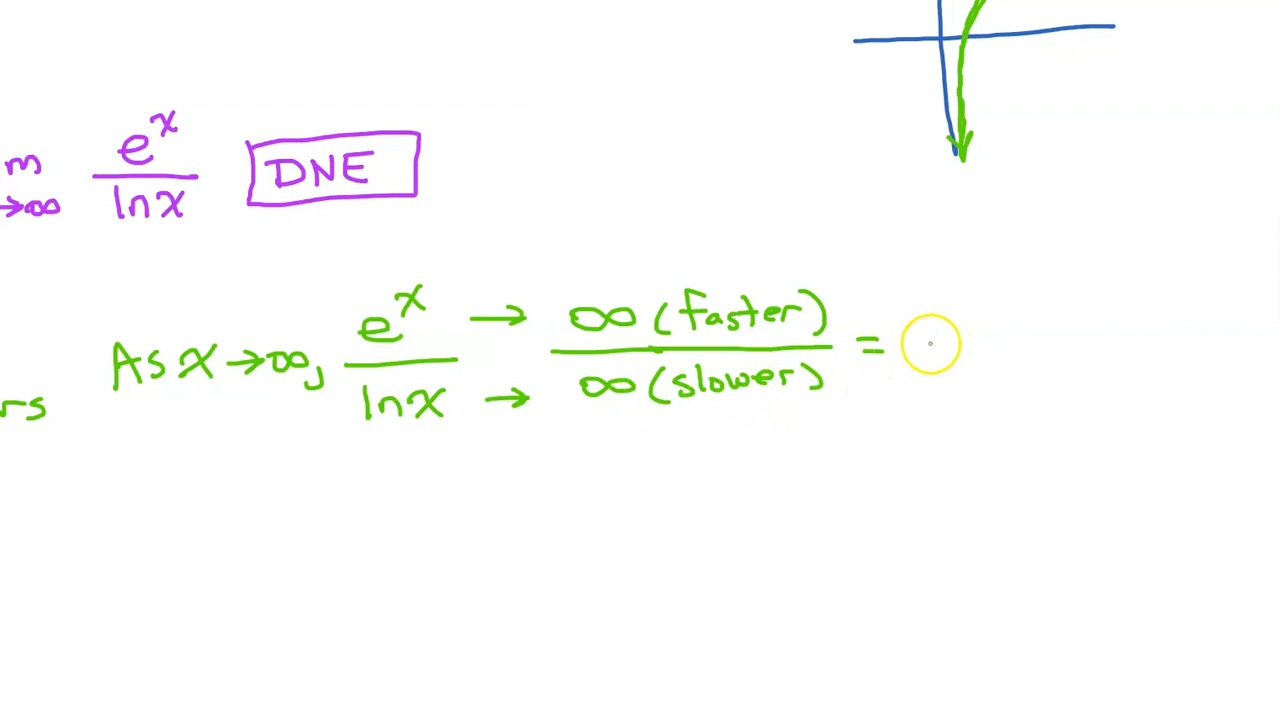 m e^x/ln x DNE
→∞
As x→∞, e^x/ln x → ∞(faster)/∞(slower) =
rs